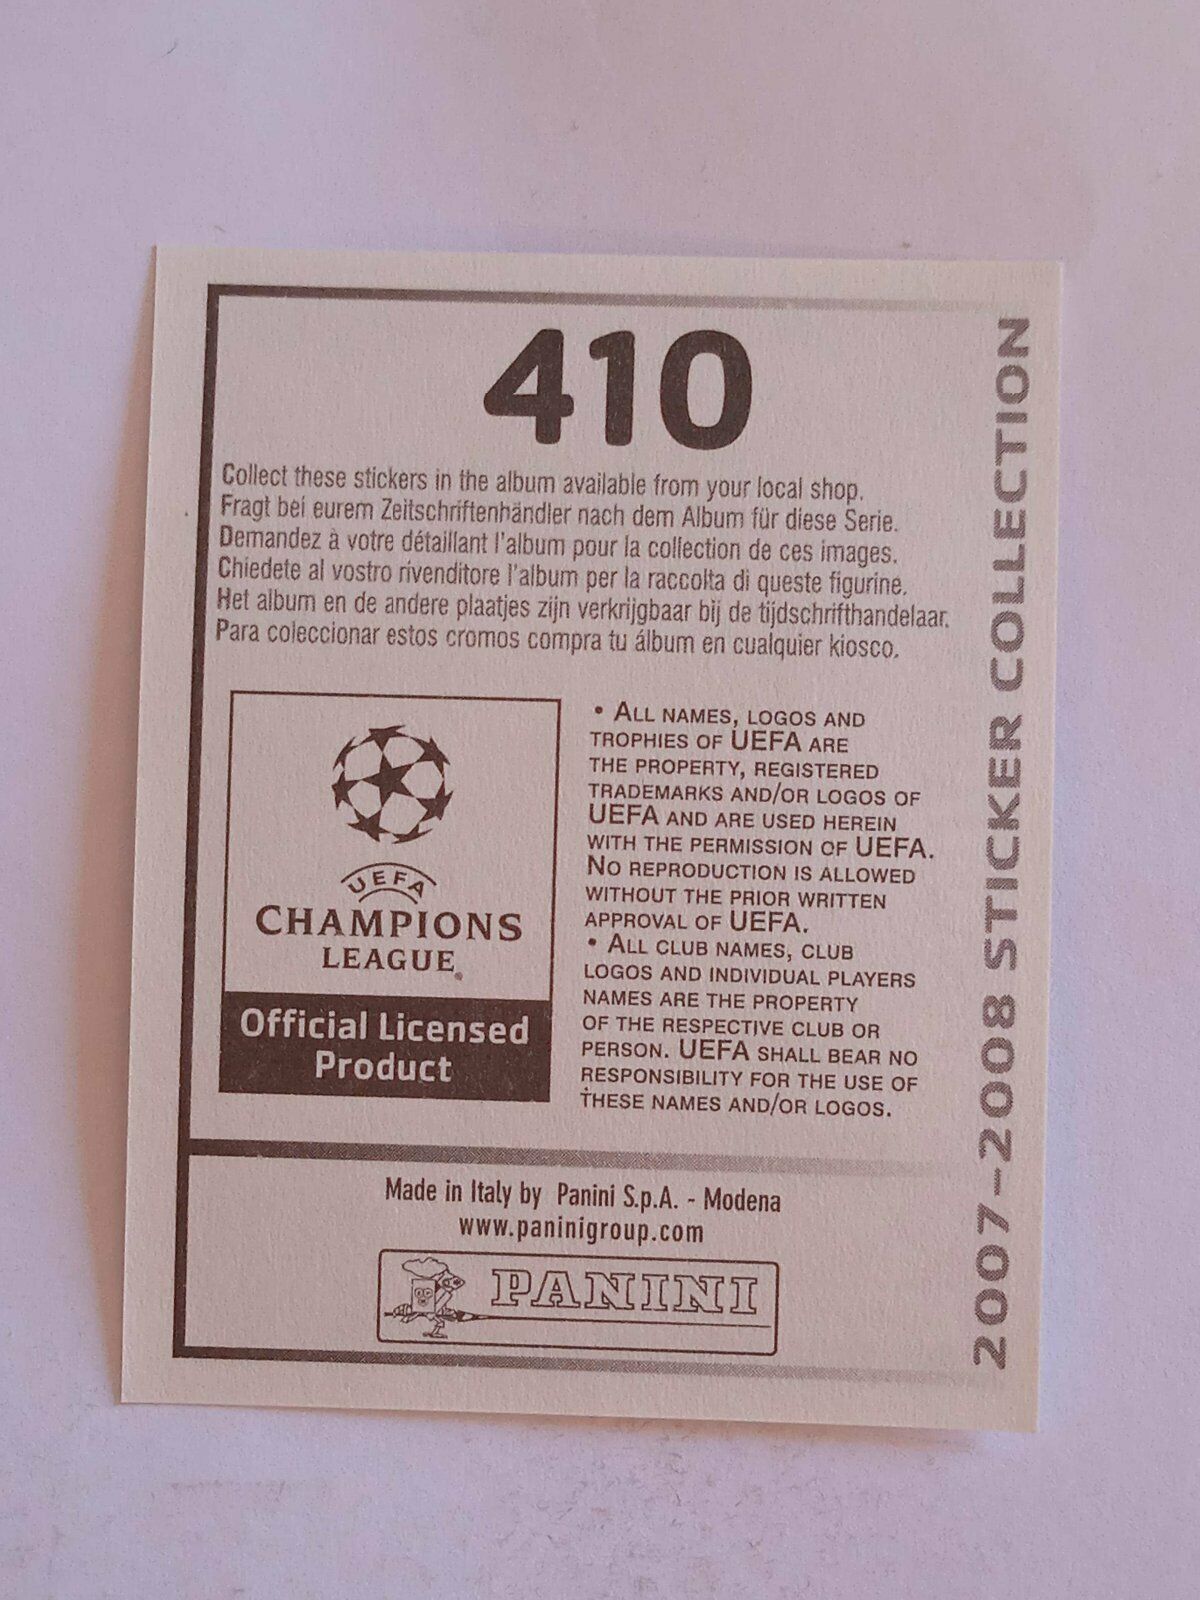 410
Collect these stickers in the album available from your local shop.
Fragt bei eurem Zeitschriftenhändler nach dem Album für diese Serie.
Demandez à votre détaillant l'album pour la collection de ces images.
Chiedete al vostro rivenditore l'album per la raccolta di queste figurine.
Het album en de andere plaatjes zijn verkrijgbaar bij de tijdschrifthandelaar.
Para coleccionar estos cromos compra tu álbum en cualquier kiosco.
UEFA
CHAMPIONS
LEAGUE®
Official Licensed
Product
• ALL NAMES, LOGOS AND
TROPHIES OF UEFA ARE
THE PROPERTY, REGISTERED
TRADEMARKS AND/OR LOGOS OF
UEFA AND ARE USED HEREIN
WITH THE PERMISSION OF UEFA.
NO REPRODUCTION IS ALLOWED
WITHOUT THE PRIOR WRITTEN
APPROVAL OF UEFA.
• ALL CLUB NAMES, CLUB
LOGOS AND INDIVIDUAL PLAYERS
NAMES ARE THE PROPERTY
OF THE RESPECTIVE CLUB OR
PERSON. UEFA SHALL BEAR NO
RESPONSIBILITY FOR THE USE OF
THESE NAMES AND/OR LOGOS.
Made in Italy by Panini S.p.A. - Modena
www.paninigroup.com
PANINI
2007-2008 STICKER COLLECTION